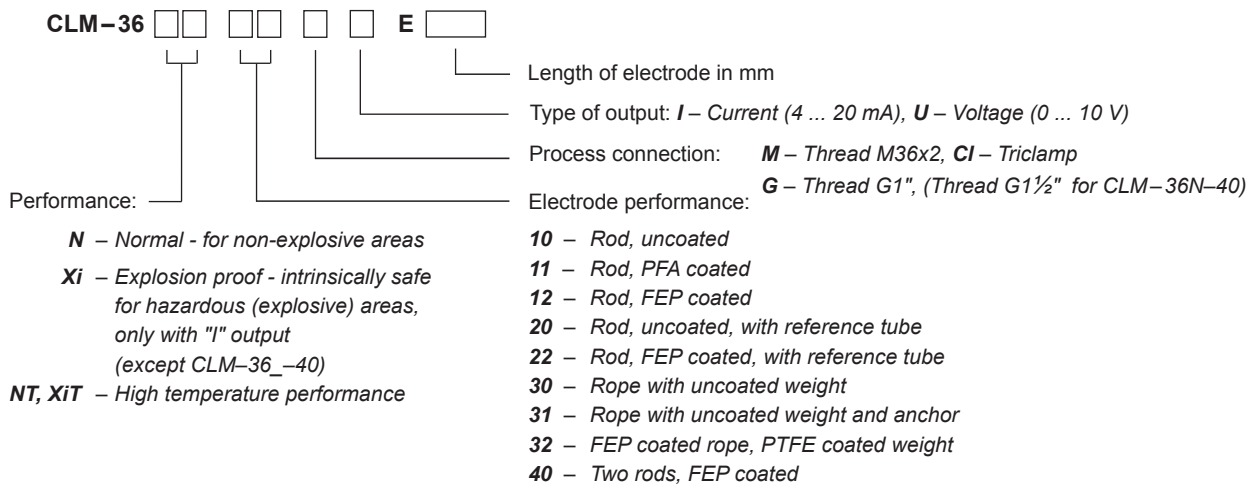 CLM–36 E
Length of electrode in mm
Type of output: I – Current (4 ... 20 mA), U – Voltage (0 ... 10 V)
Process connection: M – Thread M36x2, Cl – Triclamp
G – Thread G1", (Thread G1½" for CLM–36N–40)
Performance:
N – Normal - for non-explosive areas
Xi – Explosion proof - intrinsically safe
for hazardous (explosive) areas,
only with "I" output
(except CLM–36_–40)
NT, XiT – High temperature performance
Electrode performance:
10 – Rod, uncoated
11 – Rod, PFA coated
12 – Rod, FEP coated
20 – Rod, uncoated, with reference tube
22 – Rod, FEP coated, with reference tube
30 – Rope with uncoated weight
31 – Rope with uncoated weight and anchor
32 – FEP coated rope, PTFE coated weight
40 – Two rods, FEP coated